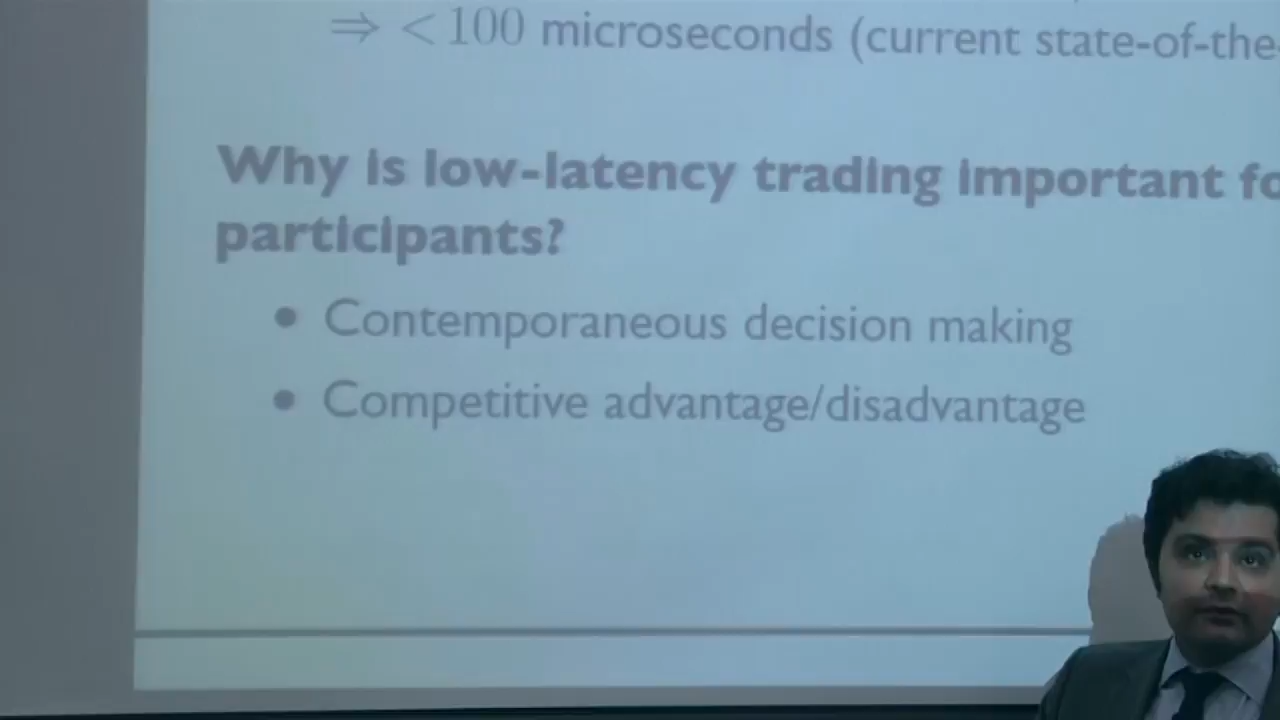 ⇒ < 100 microseconds (current state-of-the-
Why is low-latency trading important
participants?
• Contemporaneous decision making
• Competitive advantage/disadvantage